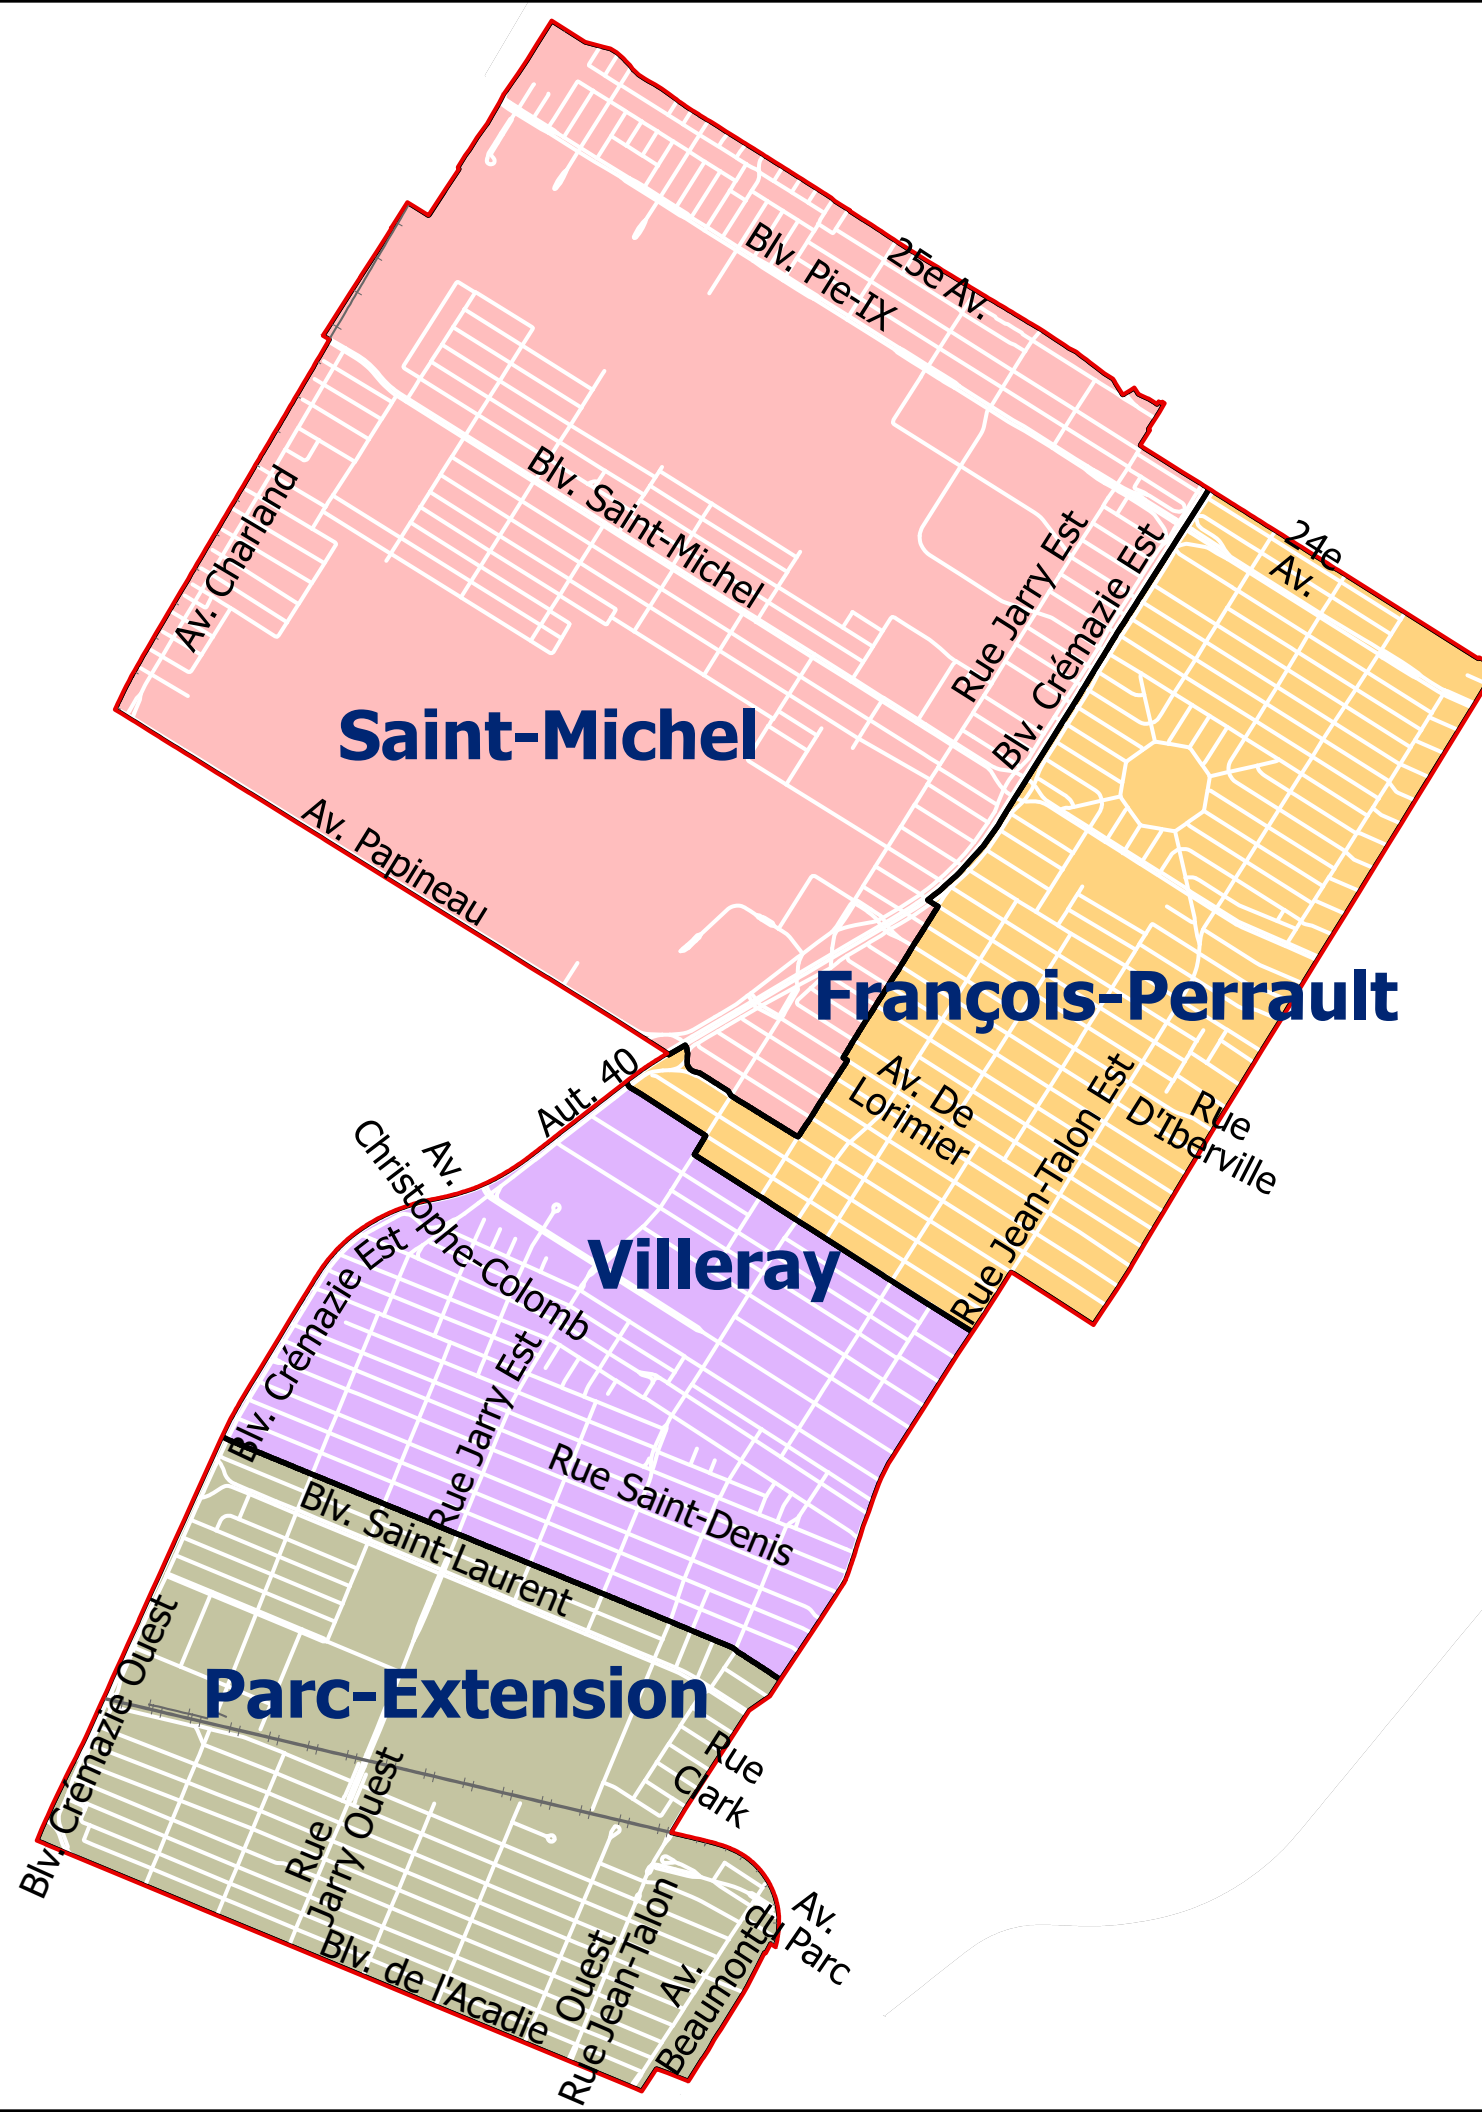 25e Av.
Blv. Pie-IX
24e
Av.
Blv. Saint-Michel
Av. Charland
Rue Jarry Est
Blv. Crémazie Est
Saint-Michel
Av. Papineau
François-Perrault
Av. De
Lorimier
Rue Jean-Talon Est
Rue
D'Iberville
Aut. 40
Av.
Christophe-Colomb
Villeray
Blv. Crémazie Est
Rue Jarry Est
Rue Saint-Denis
Blv. Saint-Laurent
Parc-Extension
Blv. Crémazie Ouest
Rue
Clark
Rue
Jarry Ouest
Av.
du Parc
Blv. de l'Acadie
Ouest
Rue Jean-Talon
Av.
Beaumont